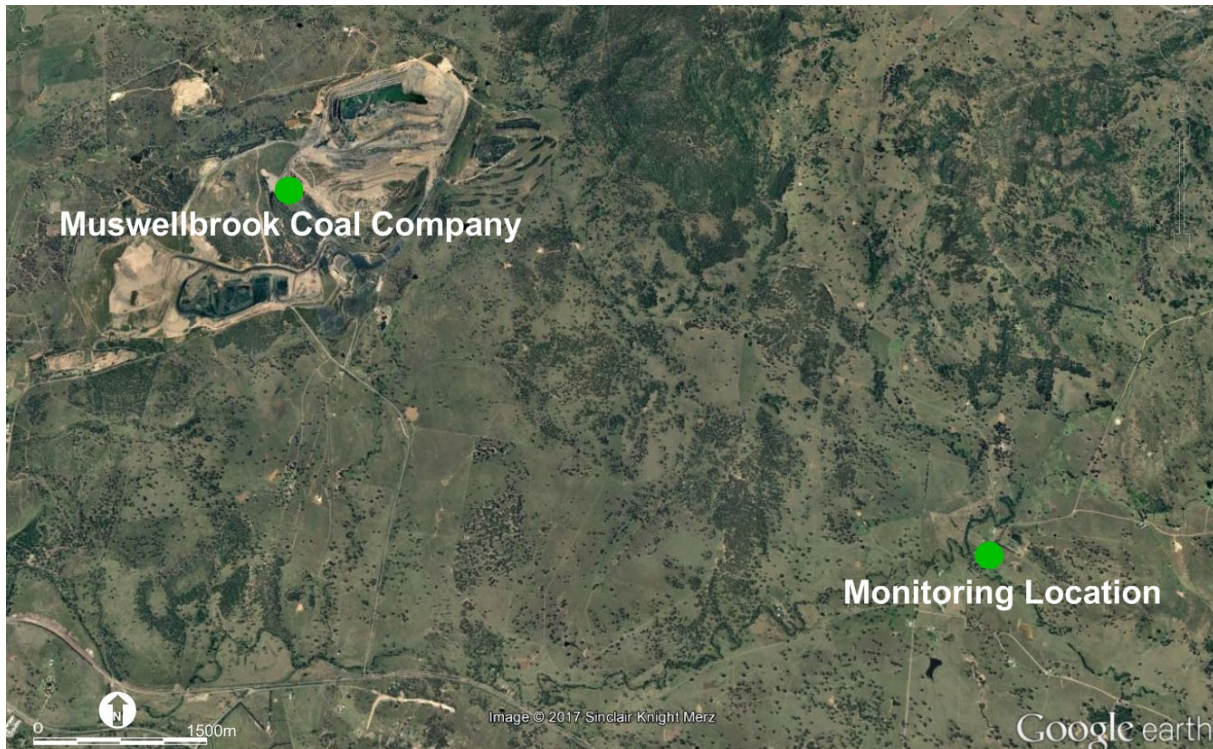 Muswellbrook Coal Company
Monitoring Location
N
0 1500m
Image © 2017 Sinclair Knight Merz
Google earth